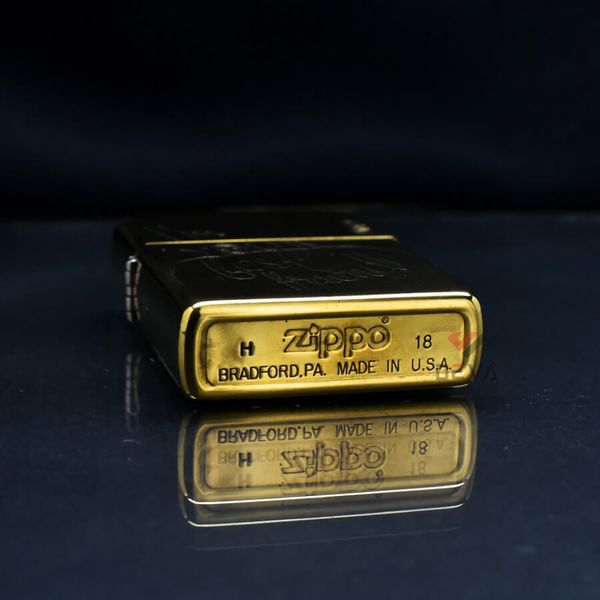 H zippo® 18
BRADFORD,PA. MADE IN U.S.A.